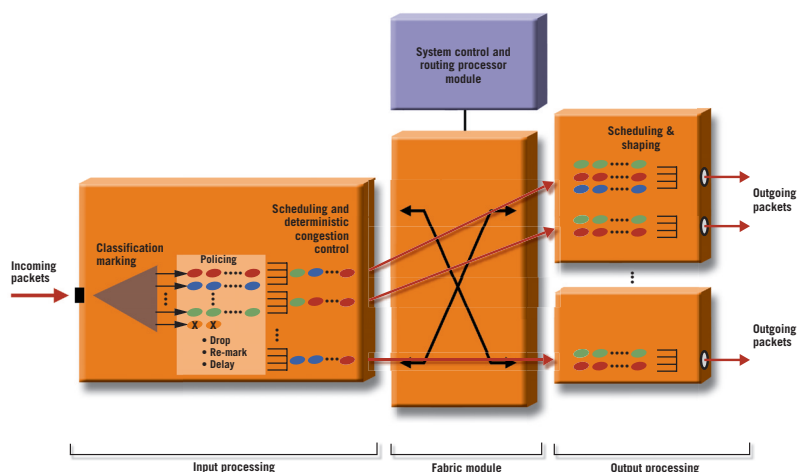 System control and
routing processor
module
Scheduling &
shaping
Outgoing
packets
Scheduling and
deterministic
congestion
control
Classification
marking
Policing
Incoming
packets
X X
• Drop
• Re-mark
• Delay
Outgoing
packets
Input processing
Fabric module
Output processing